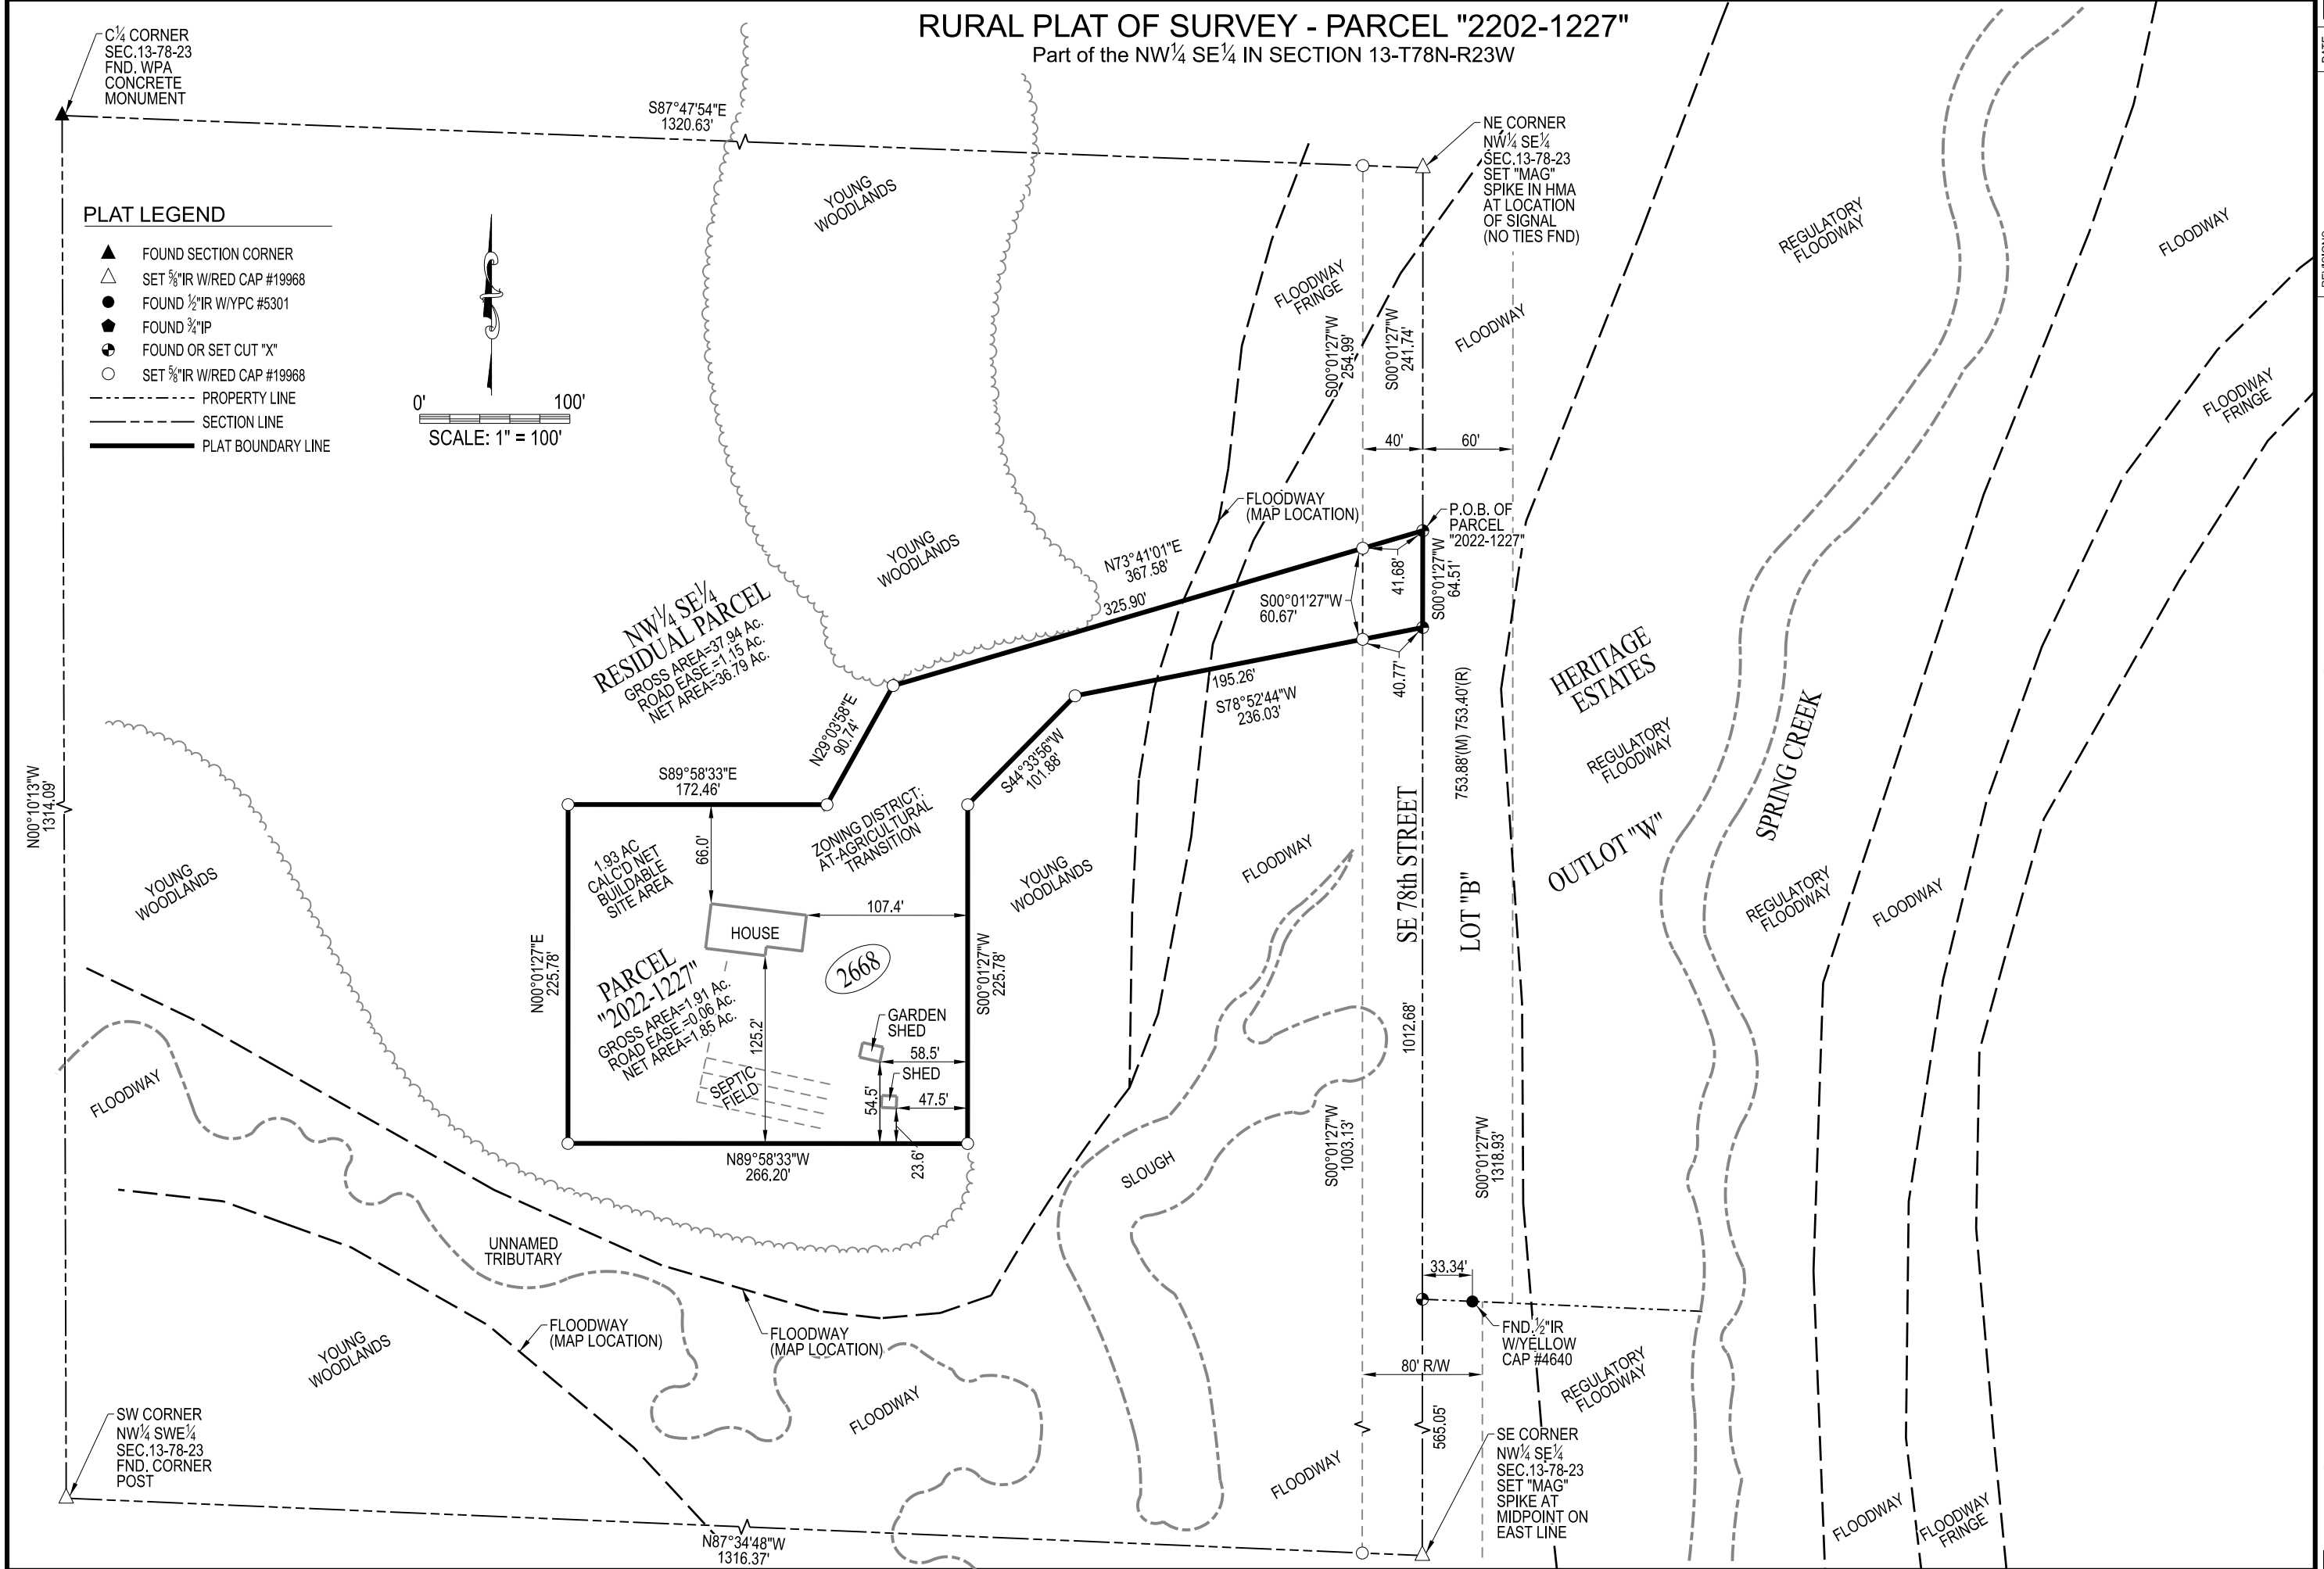 RURAL PLAT OF SURVEY - PARCEL "2202-1227"
Part of the NW¼ SE¼ IN SECTION 13-T78N-R23W
C¼ CORNER
SEC.13-78-23
FND. WPA
CONCRETE
MONUMENT
S87°47'54"E
1320.63'
NE CORNER
NW¼ SE¼
SEC.13-78-23
SET "MAG"
SPIKE IN HMA
AT LOCATION
OF SIGNAL
(NO TIES FND)
PLAT LEGEND
FOUND SECTION CORNER
SET ⅝"IR W/RED CAP #19968
FOUND ½"IR W/YPC #5301
FOUND ¾"IP
FOUND OR SET CUT "X"
SET ⅝"IR W/RED CAP #19968
PROPERTY LINE
SECTION LINE
PLAT BOUNDARY LINE
0' 100'
SCALE: 1" = 100'
YOUNG
WOODLANDS
FLOODWAY
FRINGE
S00°01'27"W
254.99'
S00°01'27"W
241.74'
FLOODWAY
REGULATORY
FLOODWAY
FLOODWAY
FLOODWAY
FRINGE
40'
60'
FLOODWAY
(MAP LOCATION)
P.O.B. OF
PARCEL
"2022-1227"
YOUNG
WOODLANDS
N73°41'01"E
367.58'
325.90'
41.68'
S00°01'27"W
64.51'
S00°01'27"W
60.67'
40.77'
195.26'
S78°52'44"W
236.03'
NW¼ SE¼
RESIDUAL PARCEL
GROSS AREA=37.94 Ac.
ROAD EASE.=1.15 Ac.
NET AREA=36.79 Ac.
N29°03'58"E
90.74'
S44°33'56"W
101.88'
S89°58'33"E
172.46'
753.88'(M) 753.40'(R)
HERITAGE
ESTATES
REGULATORY
FLOODWAY
SPRING CREEK
OUTLOT "W"
N00°10'13"W
1314.09'
YOUNG
WOODLANDS
1.93 AC
CALC'D NET
BUILDABLE
SITE AREA
66.0'
ZONING DISTRICT:
AT-AGRICULTURAL
TRANSITION
YOUNG
WOODLANDS
FLOODWAY
SE 78th STREET
LOT "B"
REGULATORY
FLOODWAY
FLOODWAY
107.4'
HOUSE
2668
N00°01'27"E
225.78'
S00°01'27"W
225.78'
PARCEL
"2022-1227"
GROSS AREA=1.91 Ac.
ROAD EASE.=0.06 Ac.
NET AREA=1.85 Ac.
125.2'
GARDEN
SHED
58.5'
SHED
54.5'
47.5'
SEPTIC
FIELD
23.6'
N89°58'33"W
266.20'
1012.68'
S00°01'27"W
1003.13'
S00°01'27"W
1318.93'
SLOUGH
FLOODWAY
UNNAMED
TRIBUTARY
33.34'
FND.½"IR
W/YELLOW
CAP #4640
80' R/W
REGULATORY
FLOODWAY
FLOODWAY
(MAP LOCATION)
FLOODWAY
(MAP LOCATION)
YOUNG
WOODLANDS
FLOODWAY
SW CORNER
NW¼ SWE¼
SEC.13-78-23
FND. CORNER
POST
N87°34'48"W
1316.37'
FLOODWAY
565.05'
SE CORNER
NW¼ SE¼
SEC.13-78-23
SET "MAG"
SPIKE AT
MIDPOINT ON
EAST LINE
FLOODWAY
FLOODWAY
FRINGE